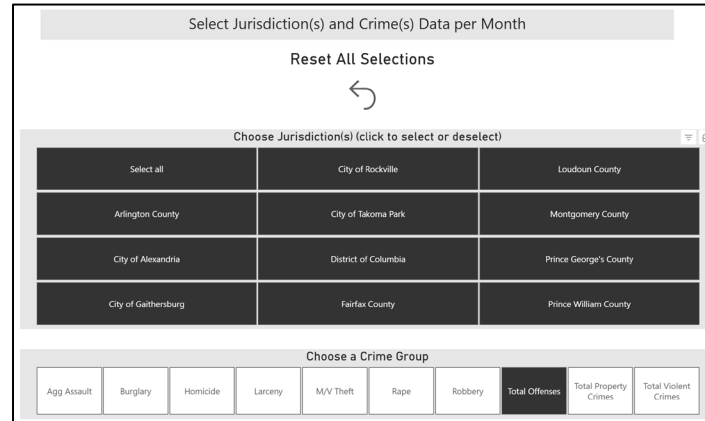 Select Jurisdiction(s) and Crime(s) Data per Month
Reset All Selections
Choose Jurisdiction(s) (click to select or deselect)
Select all
City of Rockville
Loudoun County
Arlington County
City of Takoma Park
Montgomery County
City of Alexandria
District of Columbia
Prince George's County
City of Gaithersburg
Fairfax County
Prince William County
Choose a Crime Group
Agg Assault
Burglary
Homicide
Larceny
M/V Theft
Rape
Robbery
Total Offenses
Total Property
Crimes
Total Violent
Crimes